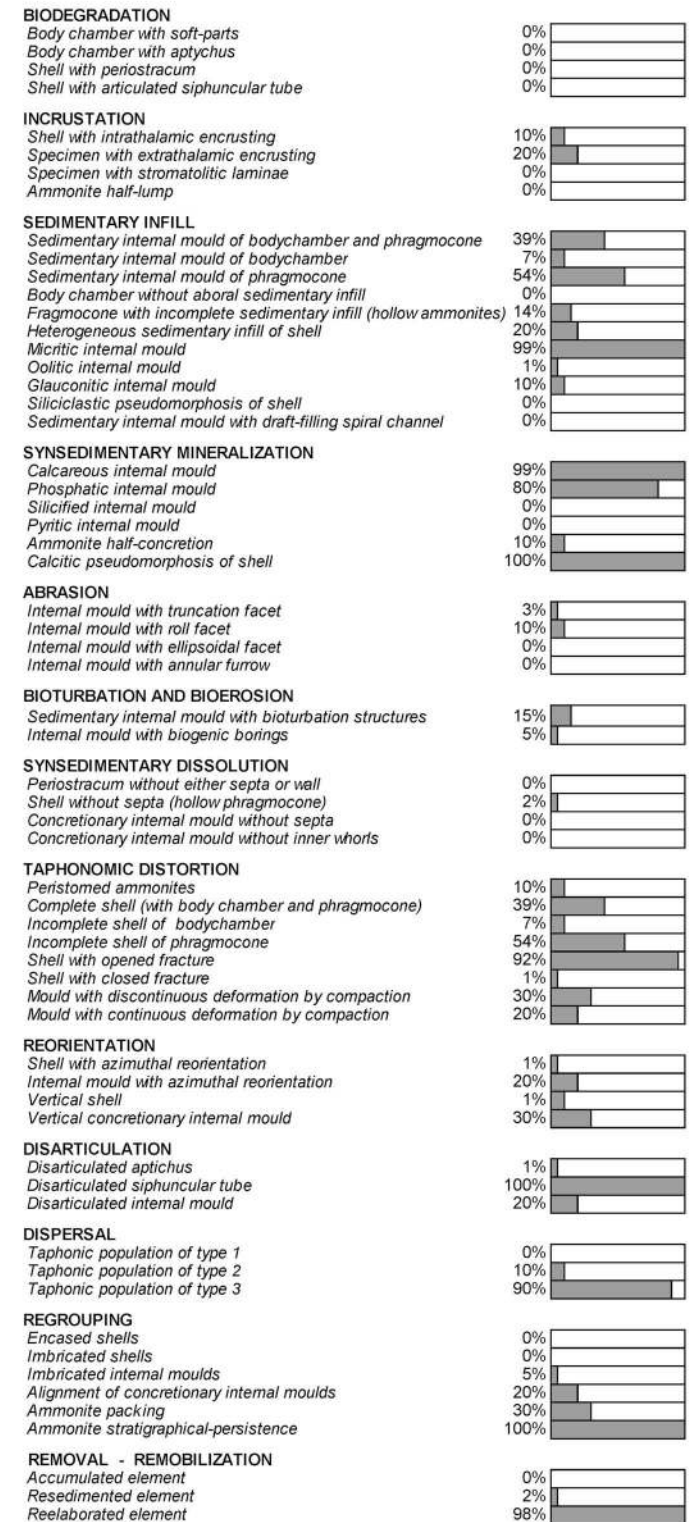 BIODEGRADATION
Body chamber with soft-parts 0%
Body chamber with aptychus 0%
Shell with periostracum 0%
Shell with articulated siphuncular tube 0%
INCRUSTATION
Shell with intrathalamic encrusting 10%
Specimen with extrathalamic encrusting 20%
Specimen with stromatolitic laminae 0%
Ammonite half-lump 0%
SEDIMENTARY INFILL
Sedimentary internal mould of bodychamber and phragmocone 39%
Sedimentary internal mould of bodychamber 7%
Sedimentary internal mould of phragmocone 54%
Body chamber without aboral sedimentary infill 0%
Fragmocone with incomplete sedimentary infill (hollow ammonites) 14%
Heterogeneous sedimentary infill of shell 20%
Micritic internal mould 99%
Oolitic internal mould 1%
Glauconitic internal mould 10%
Siliciclastic pseudomorphosis of shell 0%
Sedimentary internal mould with draft-filling spiral channel 0%
SYNSEDIMENTARY MINERALIZATION
Calcareous internal mould 99%
Phosphatic internal mould 80%
Silicified internal mould 0%
Pyritic internal mould 0%
Ammonite half-concretion 10%
Calcitic pseudomorphosis of shell 100%
ABRASION
Internal mould with truncation facet 3%
Internal mould with roll facet 10%
Internal mould with ellipsoidal facet 0%
Internal mould with annular furrow 0%
BIOTURBATION AND BIOEROSION
Sedimentary internal mould with bioturbation structures 15%
Internal mould with biogenic borings 5%
SYNSEDIMENTARY DISSOLUTION
Periostracum without either septa or wall 0%
Shell without septa (hollow phragmocone) 2%
Concretionary internal mould without septa 0%
Concretionary internal mould without inner whorls 0%
TAPHONOMIC DISTORTION
Peristomed ammonites 10%
Complete shell (with body chamber and phragmocone) 39%
Incomplete shell of bodychamber 7%
Incomplete shell of phragmocone 54%
Shell with opened fracture 92%
Shell with closed fracture 1%
Mould with discontinuous deformation by compaction 30%
Mould with continuous deformation by compaction 20%
REORIENTATION
Shell with azimuthal reorientation 1%
Internal mould with azimuthal reorientation 20%
Vertical shell 1%
Vertical concretionary internal mould 30%
DISARTICULATION
Disarticulated aptichus 1%
Disarticulated siphuncular tube 100%
Disarticulated internal mould 20%
DISPERSAL
Taphonic population of type 1 0%
Taphonic population of type 2 10%
Taphonic population of type 3 90%
REGROUPING
Encased shells 0%
Imbricated shells 0%
Imbricated internal moulds 5%
Alignment of concretionary internal moulds 20%
Ammonite packing 30%
Ammonite stratigraphical-persistence 100%
REMOVAL - REMOBILIZATION
Accumulated element 0%
Resedimented element 2%
Reelaborated element 98%